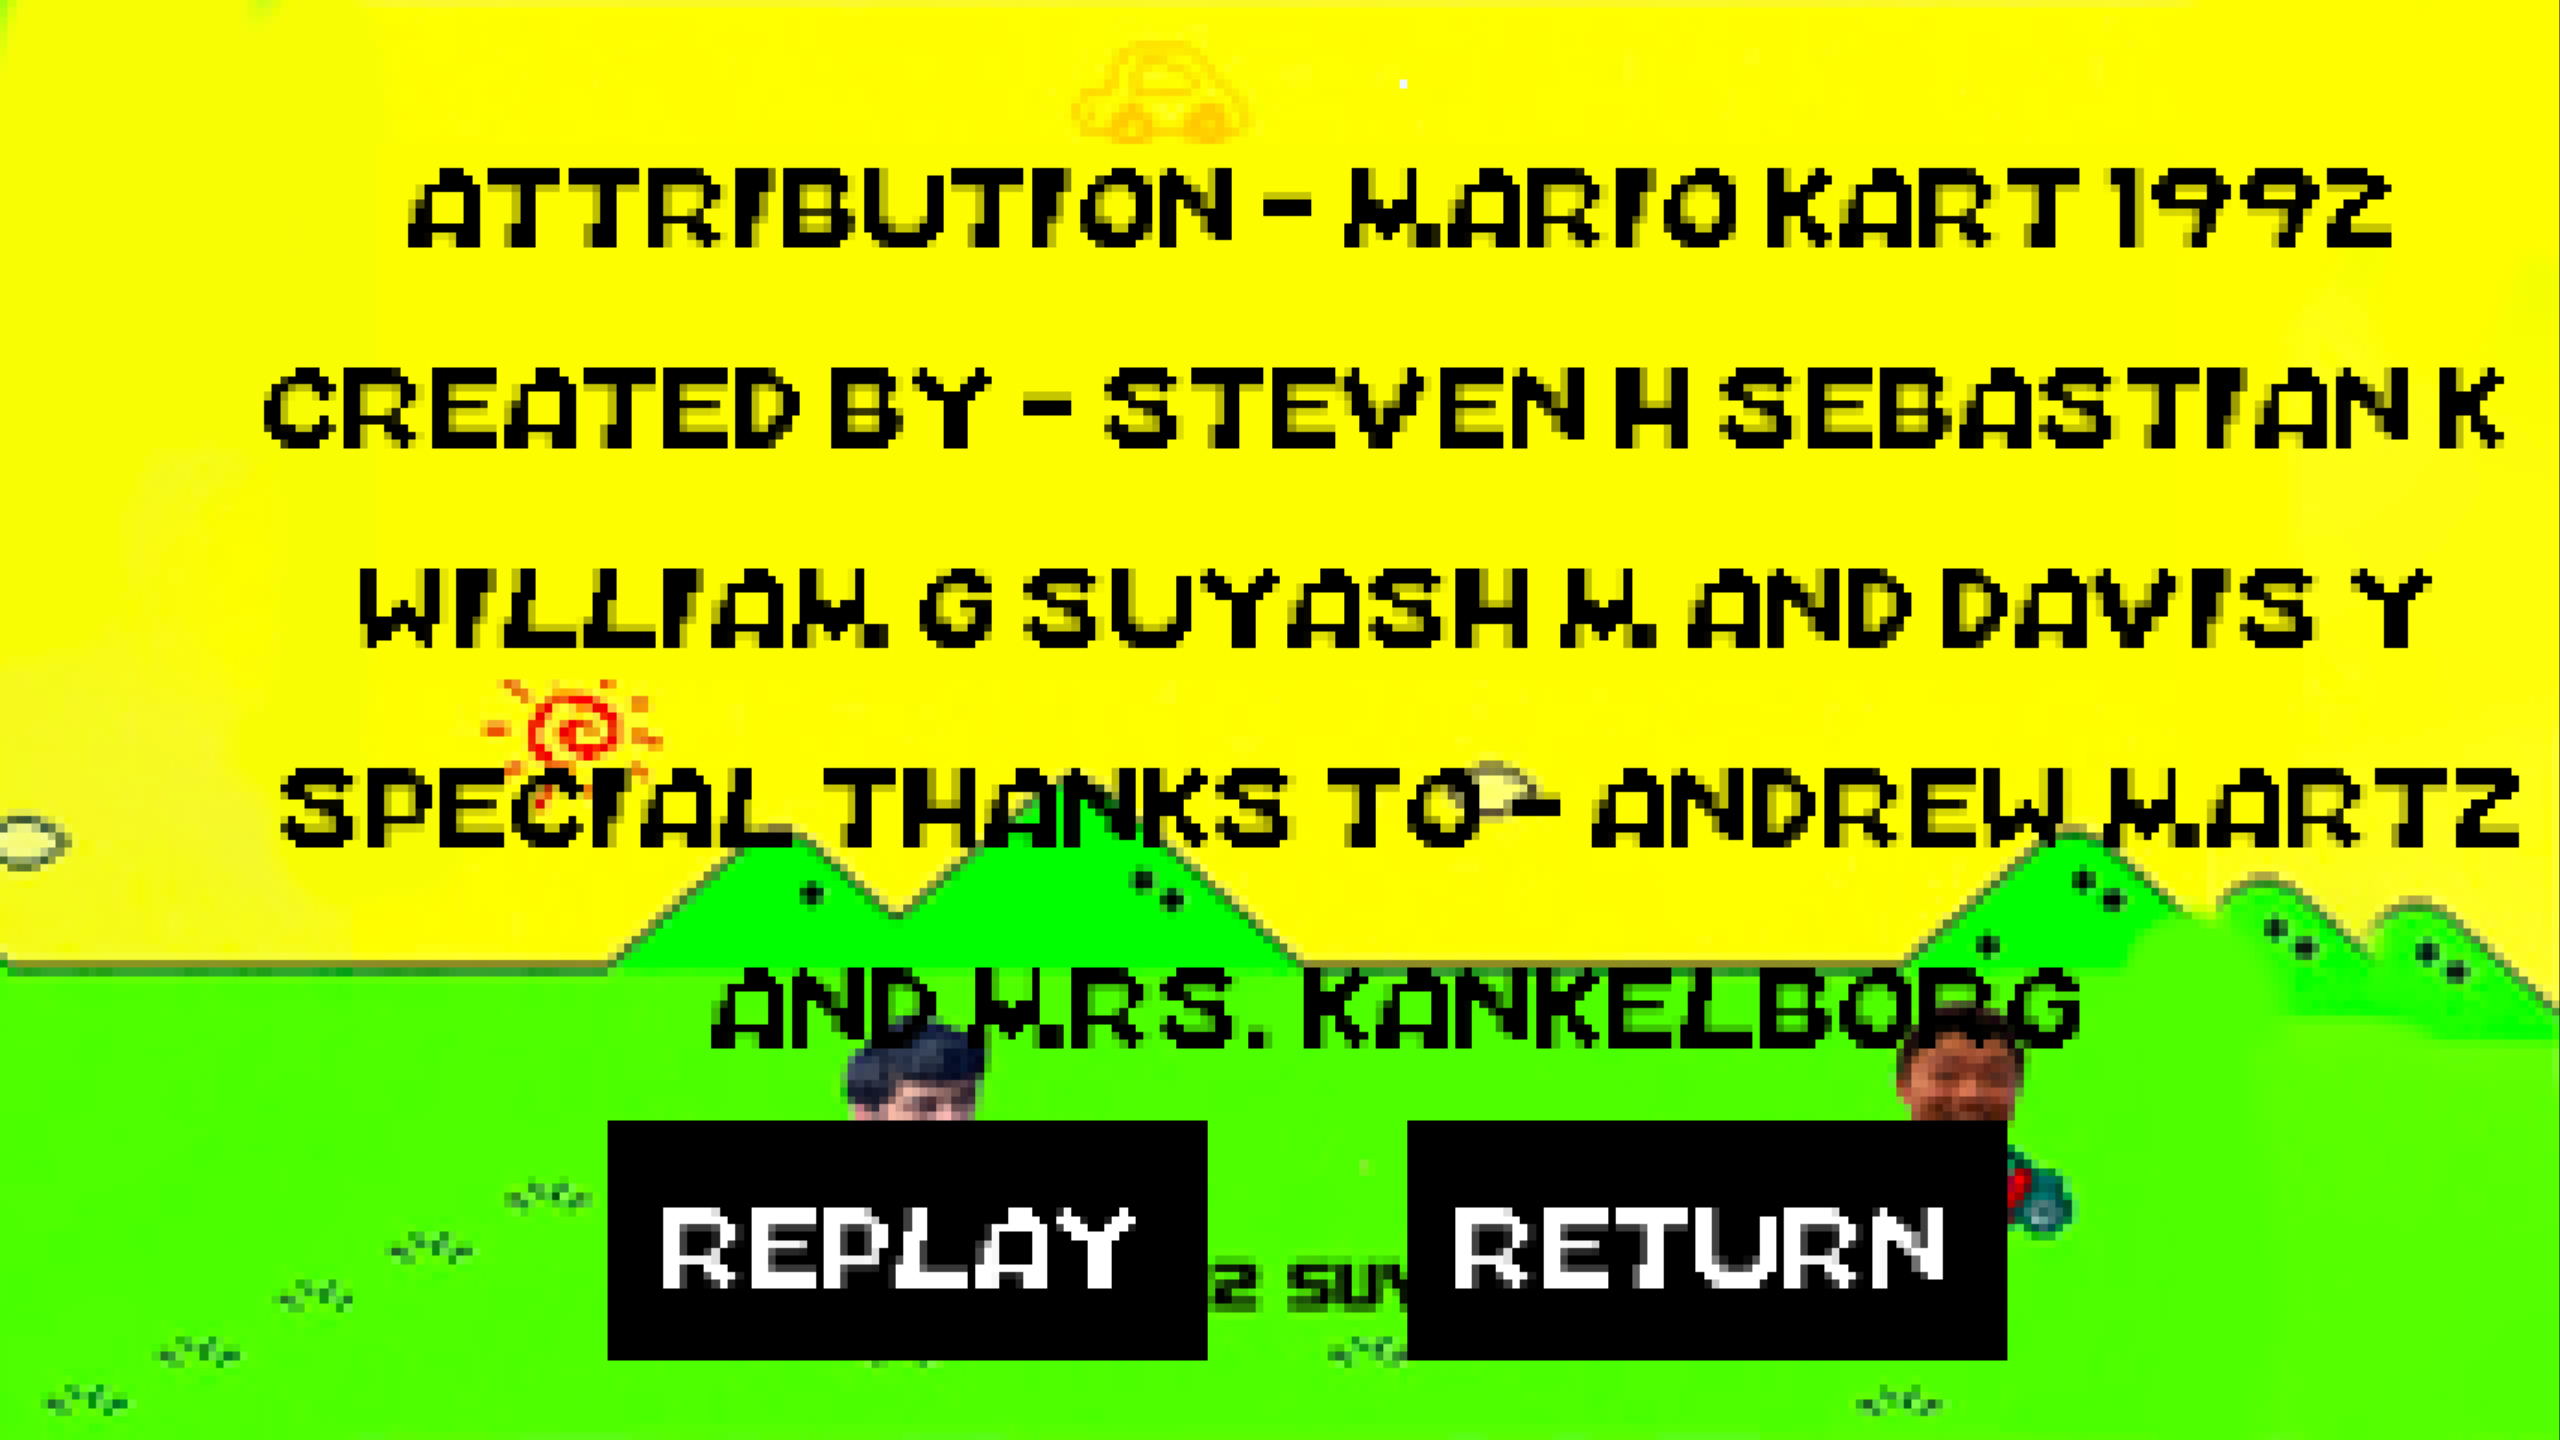 ATTRIBUTION - MARIO KART 1992
CREATED BY - STEVEN H SEBASTIAN K
WILLIAM G SUYASH M AND DAVIS Y
SPECIAL THANKS TO - ANDREW MARTZ
AND MRS. KANKELBORG
REPLAY
RETURN